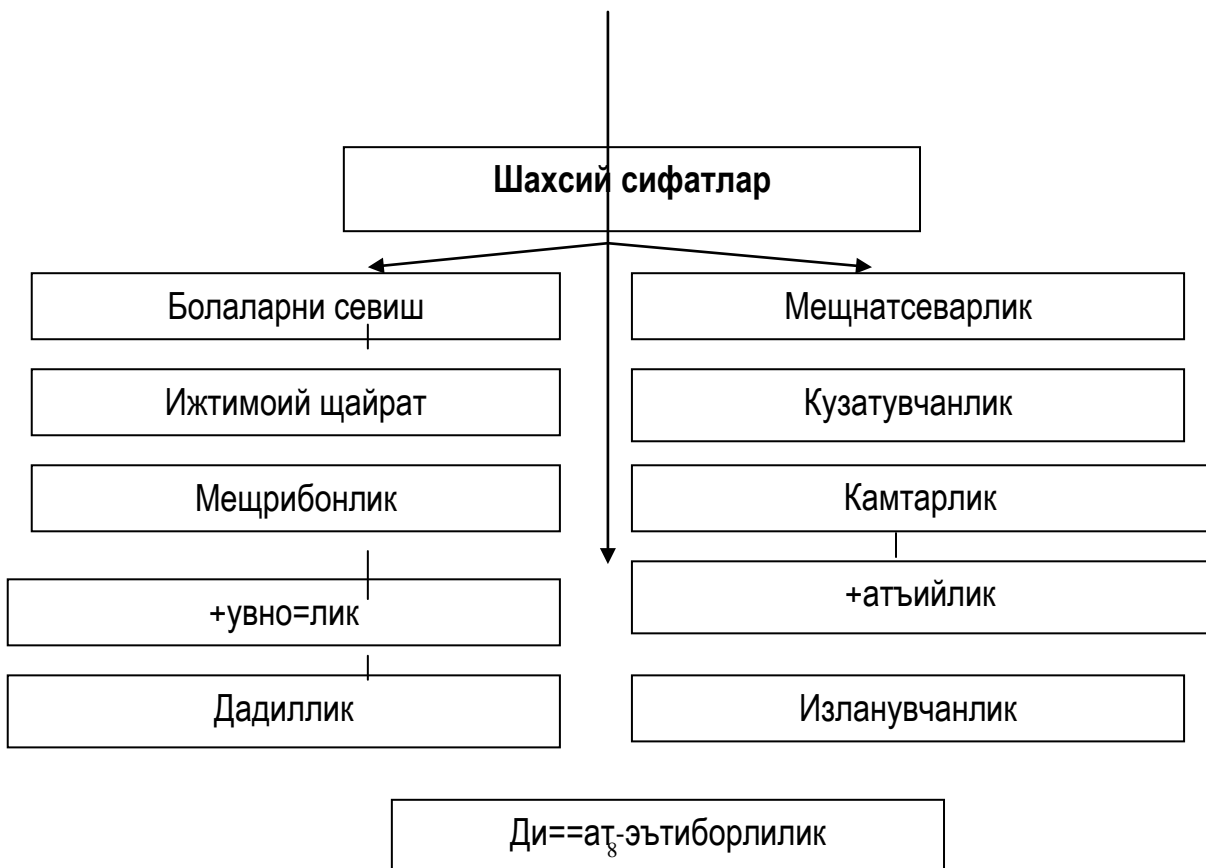 Шахсий сифатлар
Болаларни севиш
Мещнатсеварлик
Ижтимоий щайрат
Кузатувчанлик
Мещрибонлик
Камтарлик
+увно=лик
+атъийлик
Дадиллик
Изланувчанлик
Ди==ат-эътиборлилик
8